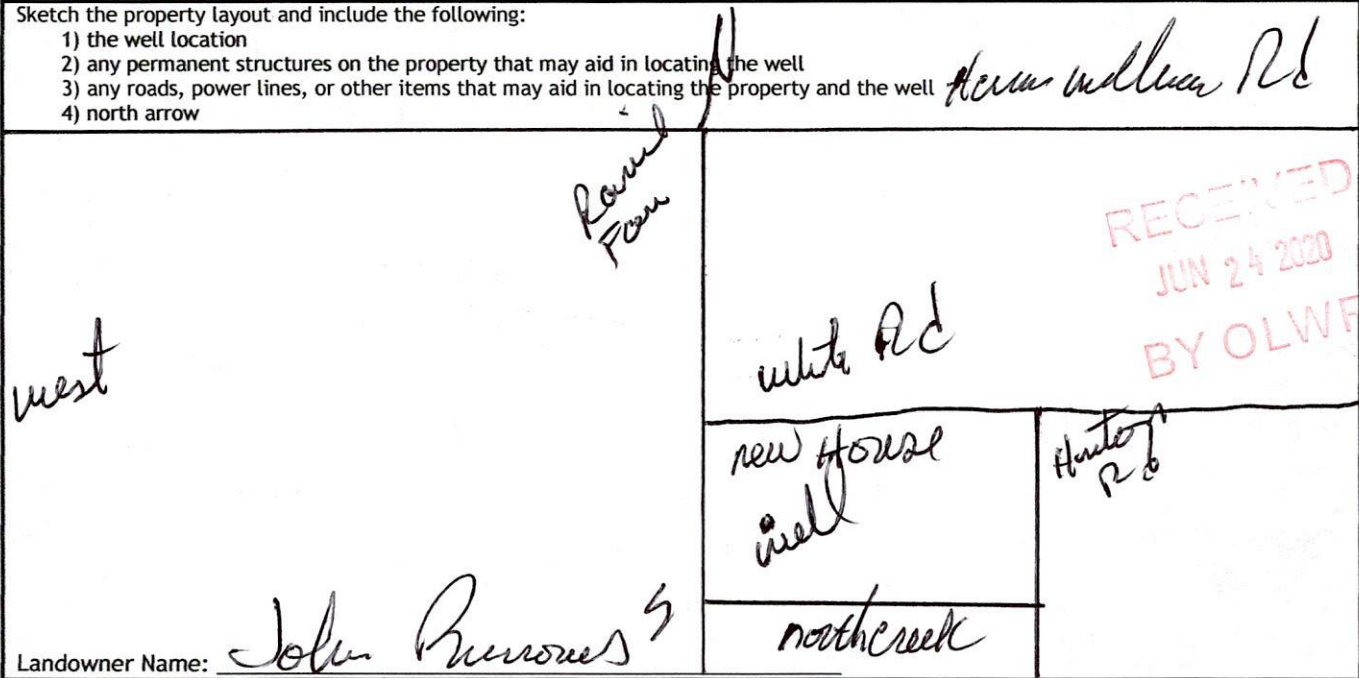 Sketch the property layout and include the following:
1) the well location
2) any permanent structures on the property that may aid in locating the well
3) any roads, power lines, or other items that may aid in locating the property and the well
4) north arrow
N
Rd
RECEIVED
JUN 24 2020
BY OLWR
white Rd
west
new House
well
Rd
northcreek
S
Landowner Name: John Burrows